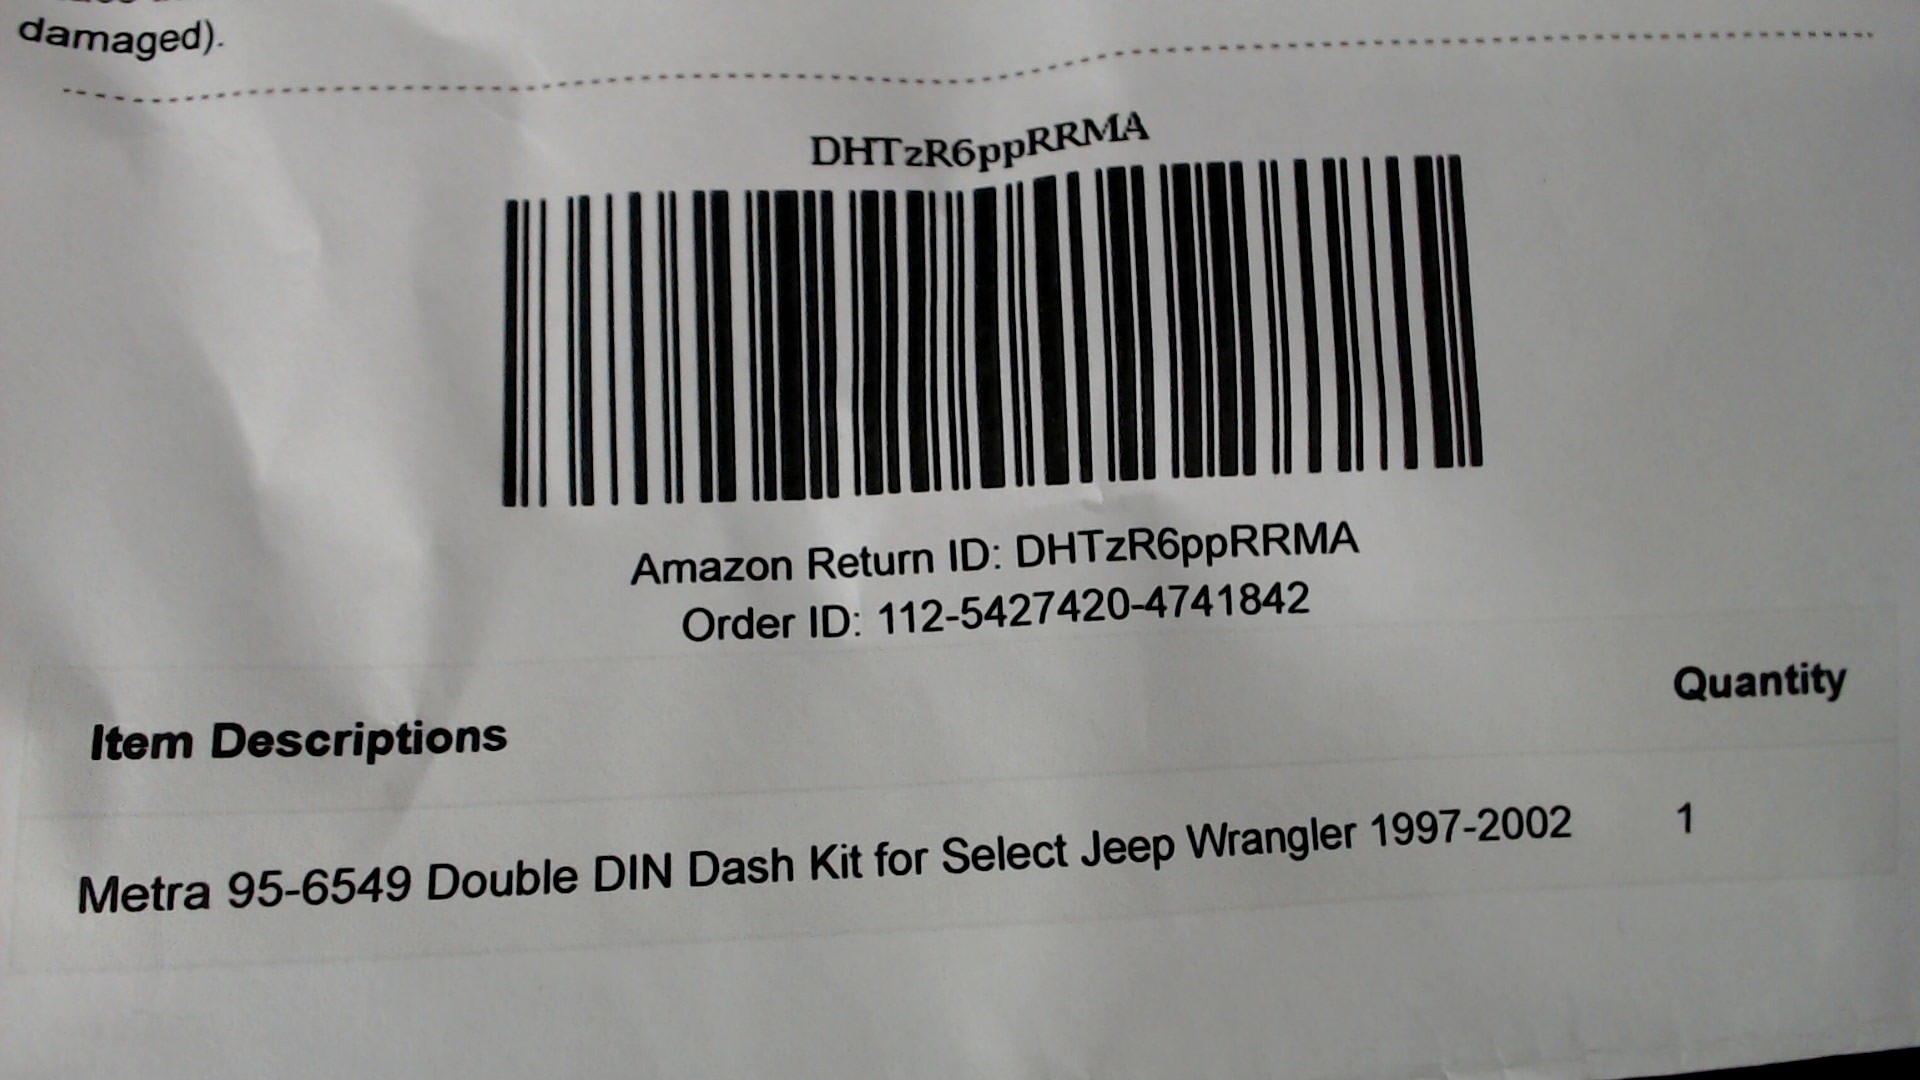 damaged).
DHTzR6ppRRMA
Amazon Return ID: DHTzR6ppRRMA
Order ID: 112-5427420-4741842
Item Descriptions Quantity
Metra 95-6549 Double DIN Dash Kit for Select Jeep Wrangler 1997-2002 1